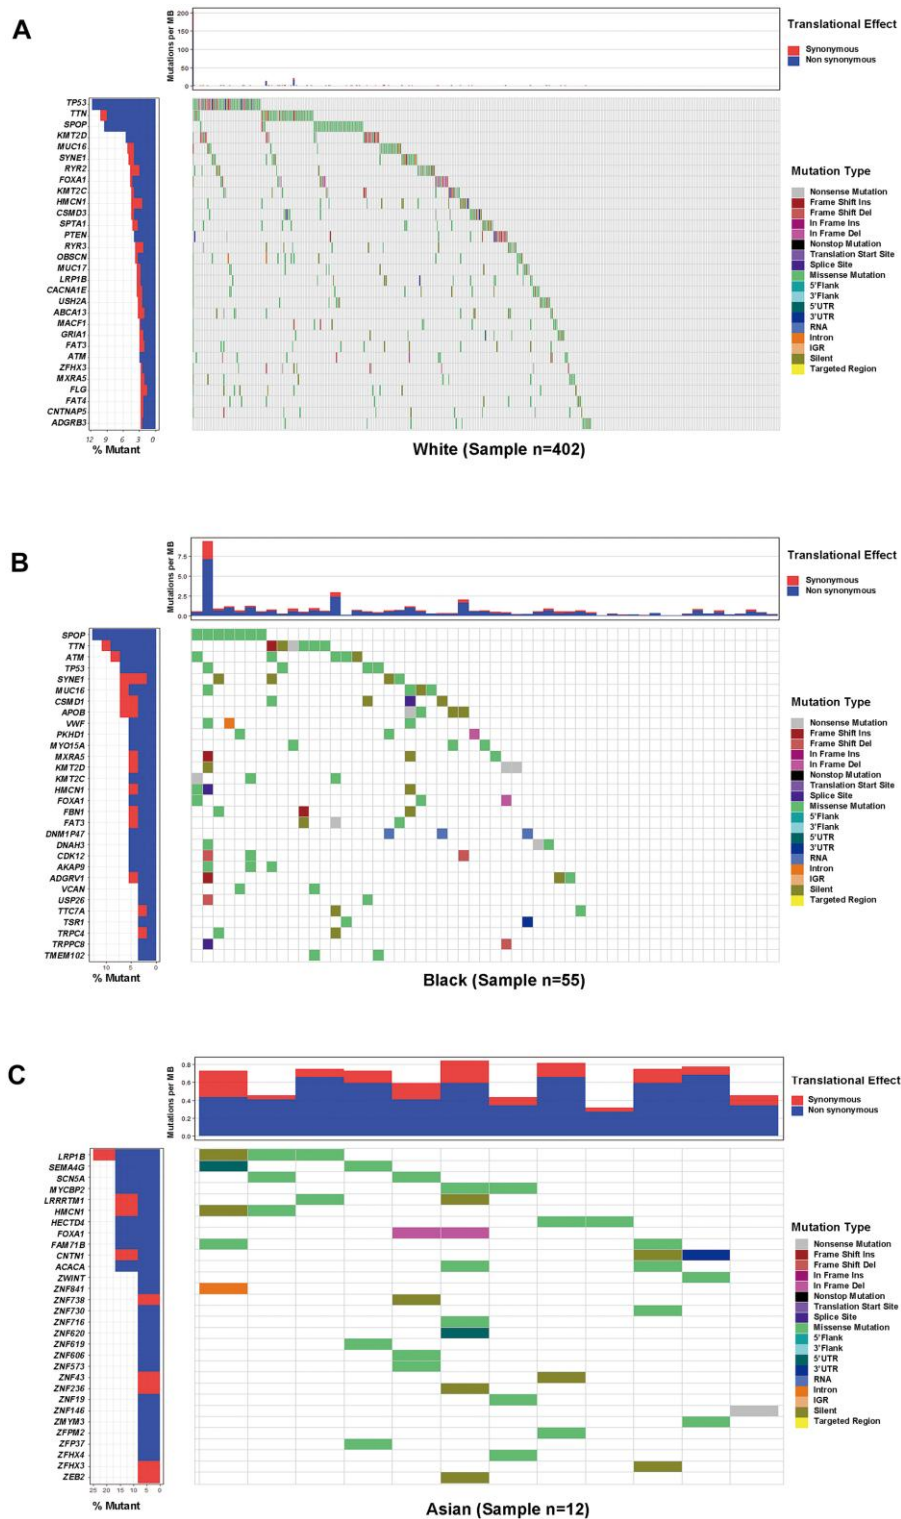 A
Mutations per MB
200
150
100
50
0
Translational Effect
Synonymous
Non synonymous
TP53
TTN
SPOP
KMT2D
MUC16
SYNE1
RYR2
FOXA1
KMT2C
HMCN1
CSMD3
SPTA1
PTEN
RYR3
OBSCN
MUC17
LRP1B
CACNA1E
USH2A
ABCA13
MACF1
GRIA1
FAT3
ATM
ZFHX3
MXRA5
FLG
FAT4
CNTNAP5
ADGRB3
12 9 6 3 0
% Mutant
White (Sample n=402)
Mutation Type
Nonsense Mutation
Frame Shift Ins
Frame Shift Del
In Frame Ins
In Frame Del
Nonstop Mutation
Translation Start Site
Splice Site
Missense Mutation
5'Flank
3'Flank
5'UTR
3'UTR
RNA
Intron
IGR
Silent
Targeted Region
B
Mutations per MB
7.5
5.0
2.5
0.0
Translational Effect
Synonymous
Non synonymous
SPOP
TTN
ATM
TP53
SYNE1
MUC16
CSMD1
APOB
VWF
PKHD1
MYO15A
MXRA5
KMT2D
KMT2C
HMCN1
FOXA1
FBN1
FAT3
DNM1P47
DNAH3
CDK12
AKAP9
ADGRV1
VCAN
USP26
TTC7A
TSR1
TRPC4
TRPPC8
TMEM102
10 5 0
% Mutant
Black (Sample n=55)
Mutation Type
Nonsense Mutation
Frame Shift Ins
Frame Shift Del
In Frame Ins
In Frame Del
Nonstop Mutation
Translation Start Site
Splice Site
Missense Mutation
5'Flank
3'Flank
5'UTR
3'UTR
RNA
Intron
IGR
Silent
Targeted Region
C
Mutations per MB
0.8
0.6
0.4
0.2
0.0
Translational Effect
Synonymous
Non synonymous
LRP1B
SEMA4G
SCN5A
MYCBP2
LRRRTM1
HMCN1
HECTD4
FOXA1
FAM71B
CNTN1
ACACA
ZWINT
ZNF841
ZNF738
ZNF730
ZNF716
ZNF620
ZNF619
ZNF606
ZNF573
ZNF43
ZNF236
ZNF19
ZNF146
ZMYM3
ZFPM2
ZFP37
ZFHX4
ZFHX3
ZEB2
25 20 15 10 5 0
% Mutant
Asian (Sample n=12)
Mutation Type
Nonsense Mutation
Frame Shift Ins
Frame Shift Del
In Frame Ins
In Frame Del
Nonstop Mutation
Translation Start Site
Splice Site
Missense Mutation
5'Flank
3'Flank
5'UTR
3'UTR
RNA
Intron
IGR
Silent
Targeted Region